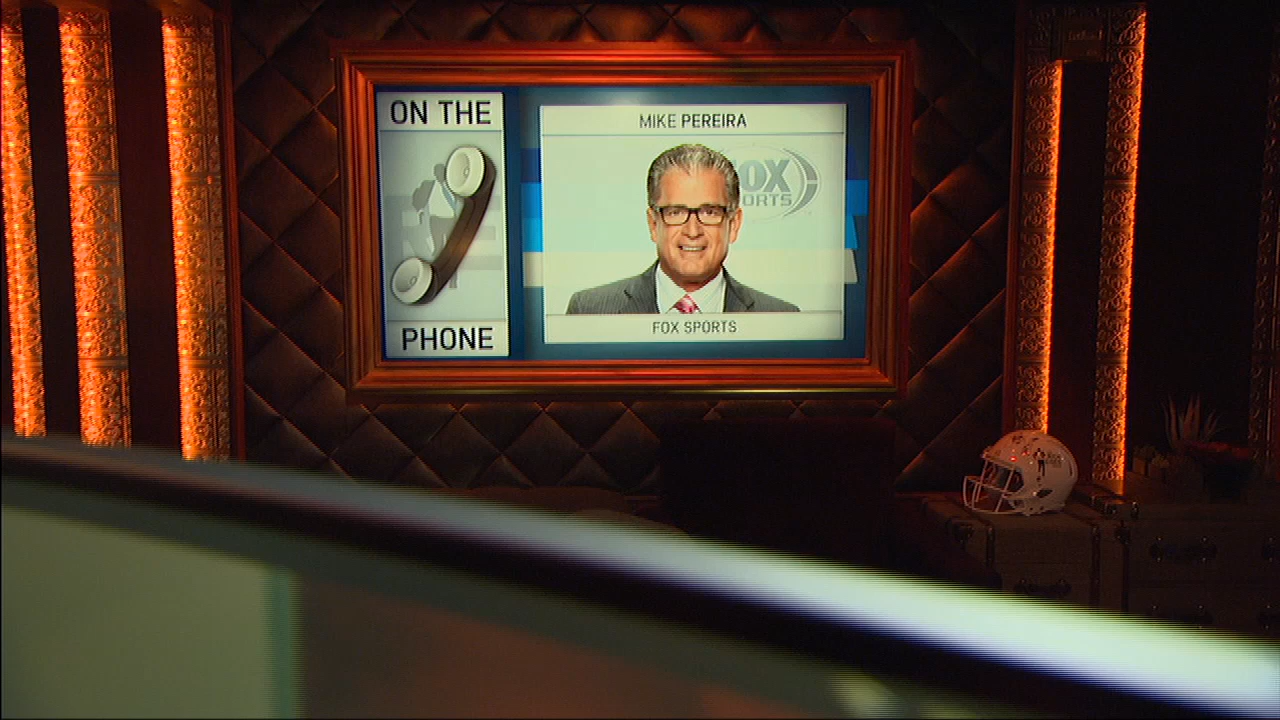 ON THE
PHONE
MIKE PEREIRA
FOX
SPORTS
FOX SPORTS